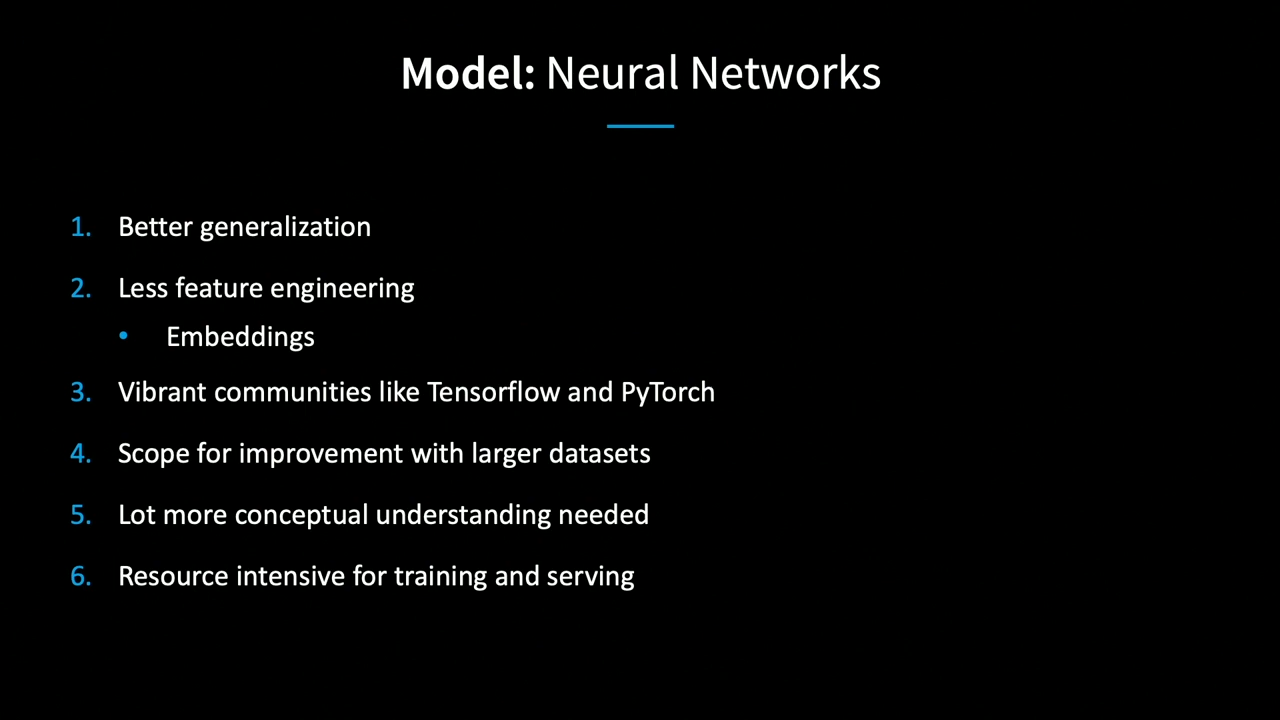 Model: Neural Networks
1. Better generalization
2. Less feature engineering
• Embeddings
3. Vibrant communities like Tensorflow and PyTorch
4. Scope for improvement with larger datasets
5. Lot more conceptual understanding needed
6. Resource intensive for training and serving